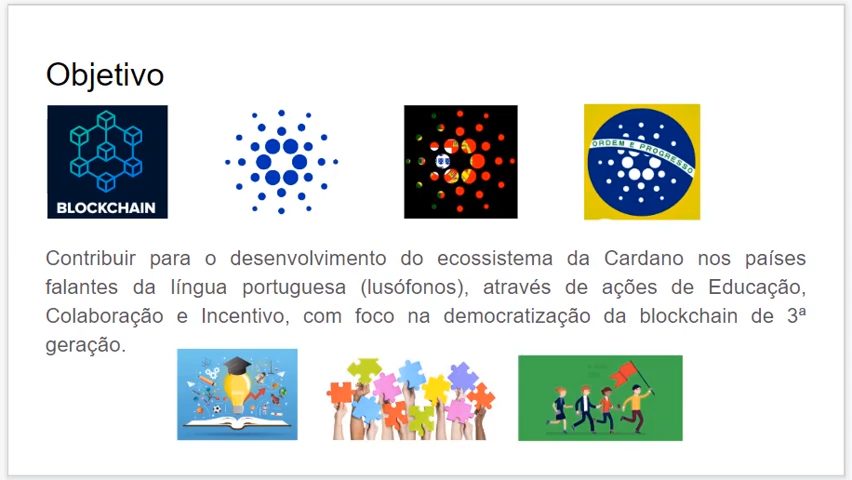 Objetivo
BLOCKCHAIN
ORDEM E PROGRESSO
Contribuir para o desenvolvimento do ecossistema da Cardano nos países
falantes da língua portuguesa (lusófonos), através de ações de Educação,
Colaboração e Incentivo, com foco na democratização da blockchain de 3ª
geração.